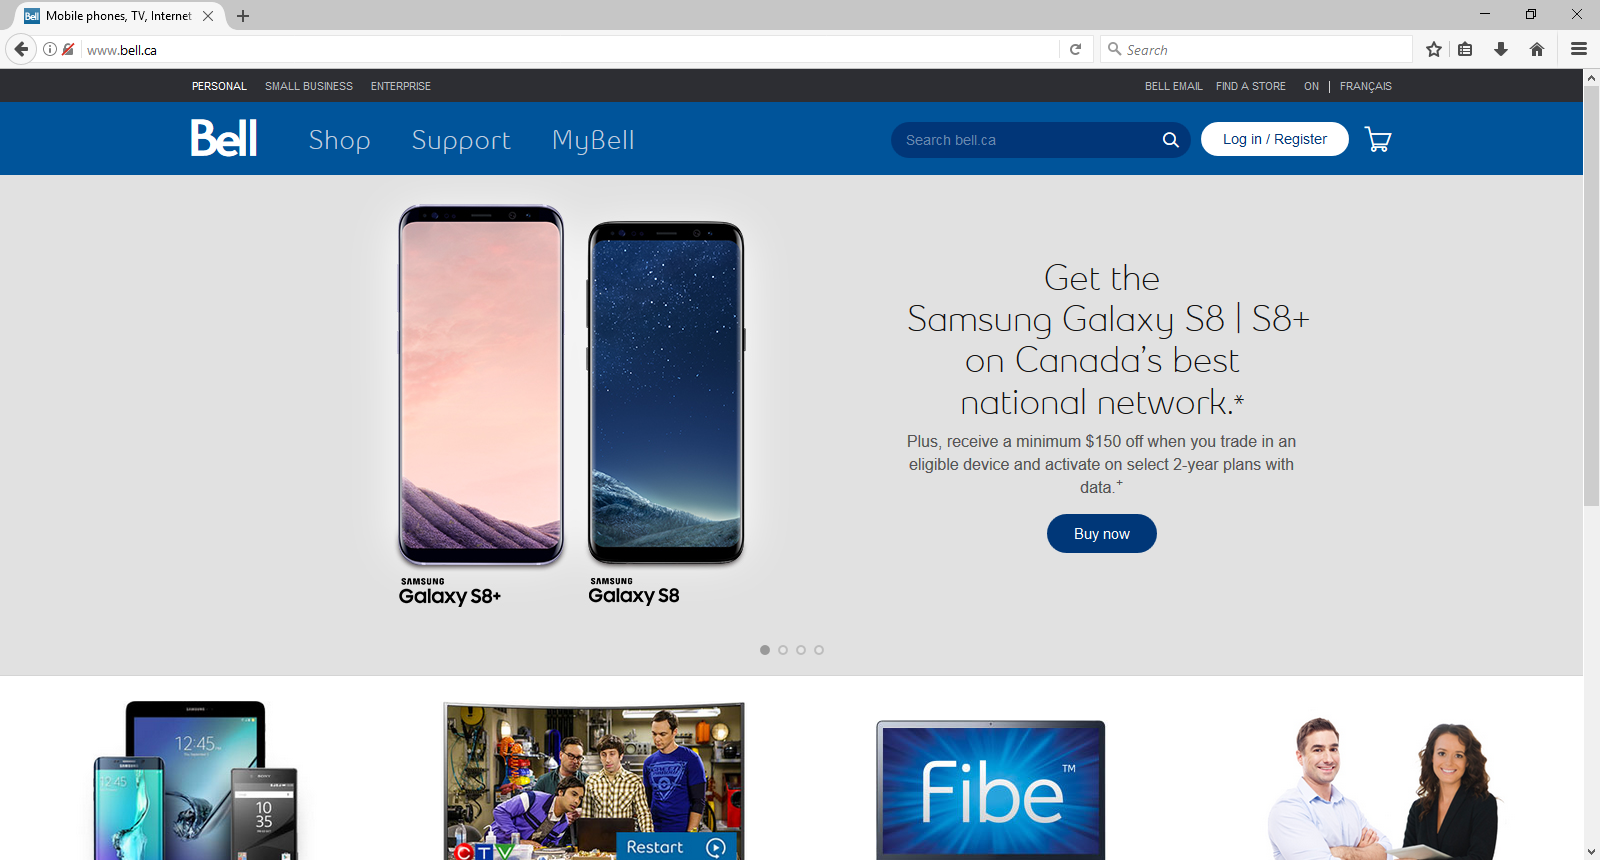 Bell Mobile phones, TV, Internet
www.bell.ca
Search
PERSONAL SMALL BUSINESS ENTERPRISE
BELL EMAIL FIND A STORE ON | FRANÇAIS
Bell Shop Support MyBell
Search bell.ca
Log in / Register
Get the
Samsung Galaxy S8 | S8+
on Canada’s best
national network.*
Plus, receive a minimum $150 off when you trade in an
eligible device and activate on select 2-year plans with
data.+
Buy now
SAMSUNG
Galaxy S8+
SAMSUNG
Galaxy S8
SAMSUNG
12:45
SAMSUNG
12:45
SONY
10
35
CTV
Restart
Fibe™